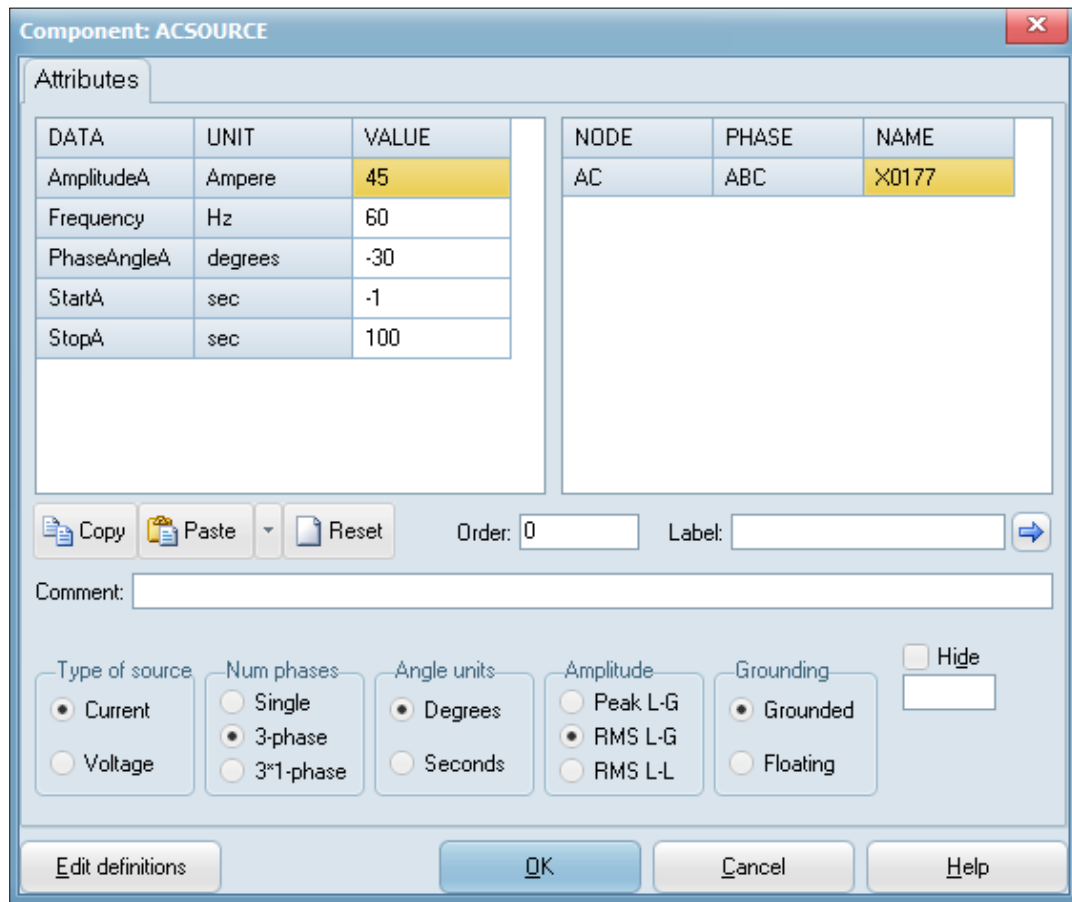 Component: ACSOURCE
Attributes
DATA UNIT VALUE
AmplitudeA Ampere 45
Frequency Hz 60
PhaseAngleA degrees -30
StartA sec -1
StopA sec 100
NODE PHASE NAME
AC ABC X0177
Copy Paste Reset Order: 0 Label:
Comment:
Type of source
Current
Voltage
Num phases
Single
3-phase
3*1-phase
Angle units
Degrees
Seconds
Amplitude
Peak L-G
RMS L-G
RMS L-L
Grounding
Grounded
Floating
Hide
Edit definitions OK Cancel Help